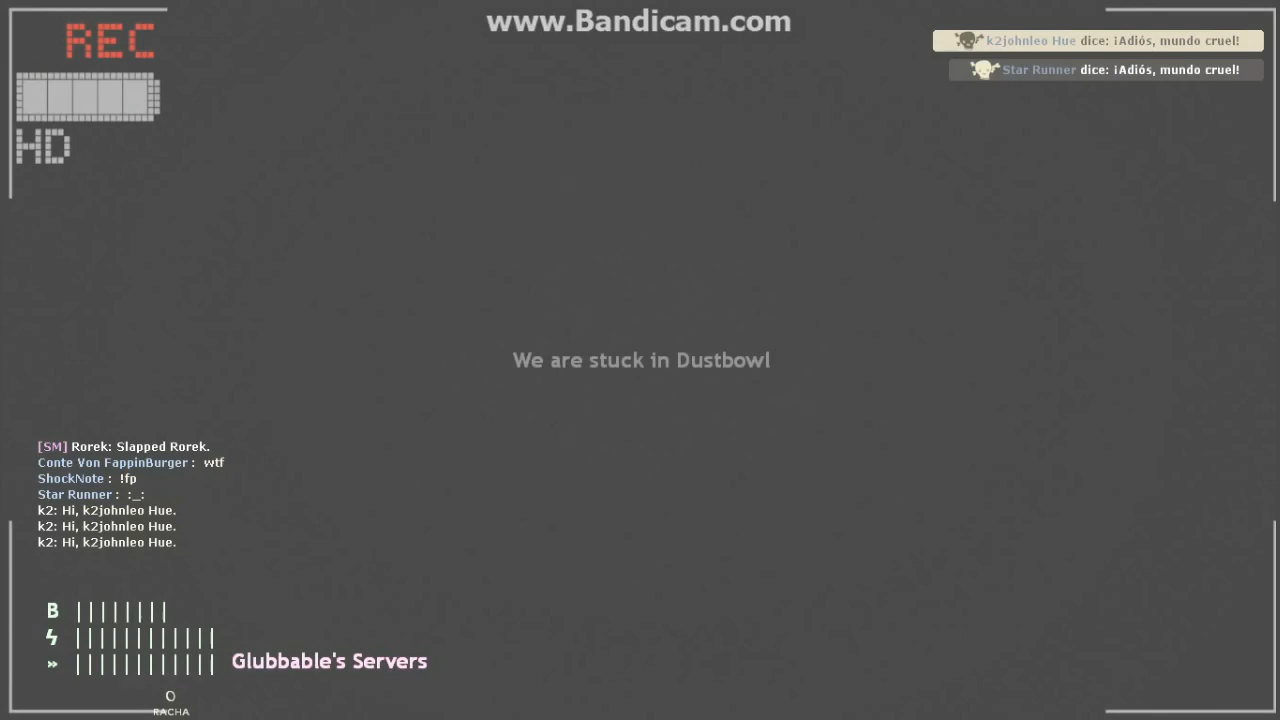 REC
www.Bandicam.com
k2johnleo Hue dice: ¡Adiós, mundo cruel!
Star Runner dice: ¡Adiós, mundo cruel!
HD
We are stuck in Dustbowl
[SM] Rorek: Slapped Rorek.
Conte Von FappinBurger : wtf
ShockNote : !fp
Star Runner : :_:
k2: Hi, k2johnleo Hue.
k2: Hi, k2johnleo Hue.
k2: Hi, k2johnleo Hue.
B ||||||||
||||||||||||
» |||||||||||| Glubbable's Servers
0
RACHA